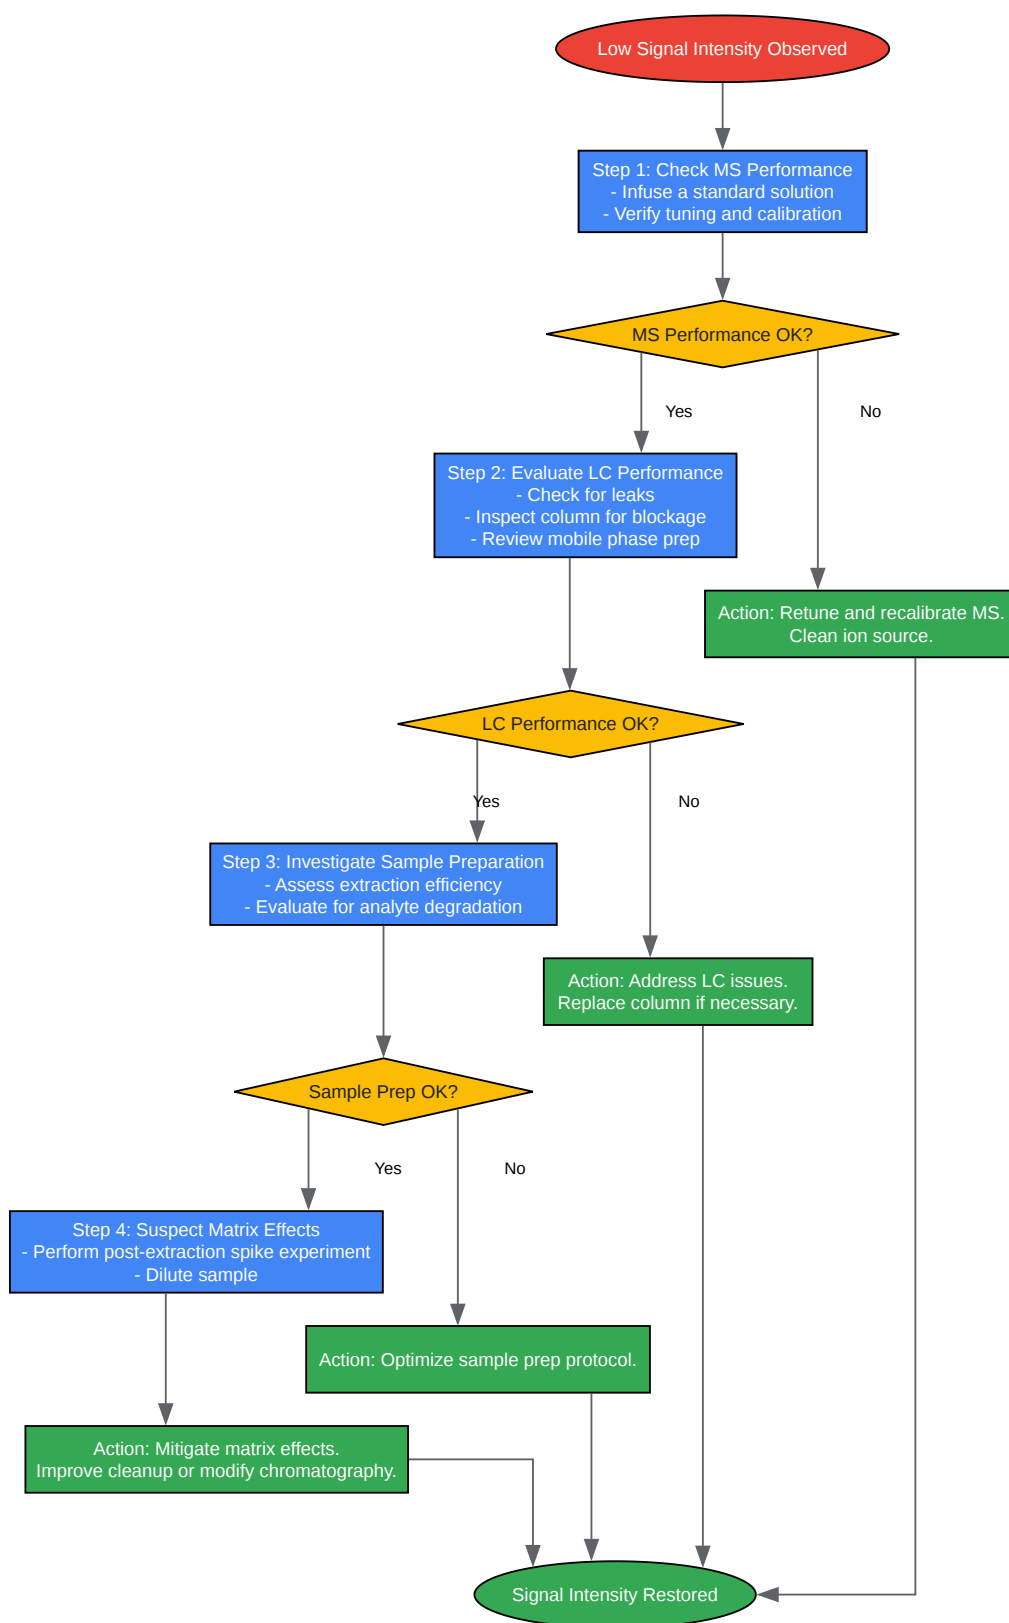 Low Signal Intensity Observed
Step 1: Check MS Performance
- Infuse a standard solution
- Verify tuning and calibration
MS Performance OK?
Yes
No
Step 2: Evaluate LC Performance
- Check for leaks
- Inspect column for blockage
- Review mobile phase prep
Action: Retune and recalibrate MS.
Clean ion source.
LC Performance OK?
Yes
No
Step 3: Investigate Sample Preparation
- Assess extraction efficiency
- Evaluate for analyte degradation
Action: Address LC issues.
Replace column if necessary.
Sample Prep OK?
Yes
No
Step 4: Suspect Matrix Effects
- Perform post-extraction spike experiment
- Dilute sample
Action: Optimize sample prep protocol.
Action: Mitigate matrix effects.
Improve cleanup or modify chromatography.
Signal Intensity Restored